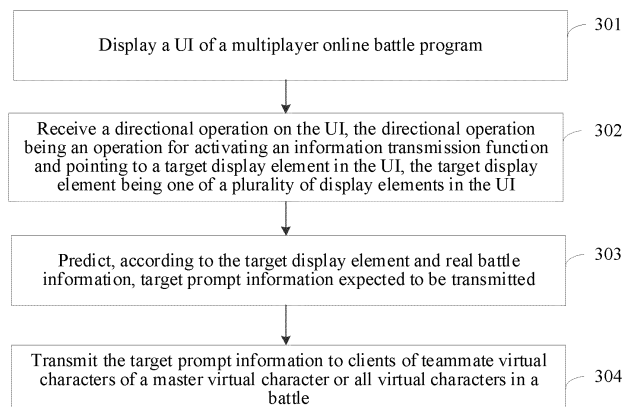 Display a UI of a multiplayer online battle program
301
Receive a directional operation on the UI, the directional operation
being an operation for activating an information transmission function
and pointing to a target display element in the UI, the target display
element being one of a plurality of display elements in the UI
302
Predict, according to the target display element and real battle
information, target prompt information expected to be transmitted
303
Transmit the target prompt information to clients of teammate virtual
characters of a master virtual character or all virtual characters in a
battle
304